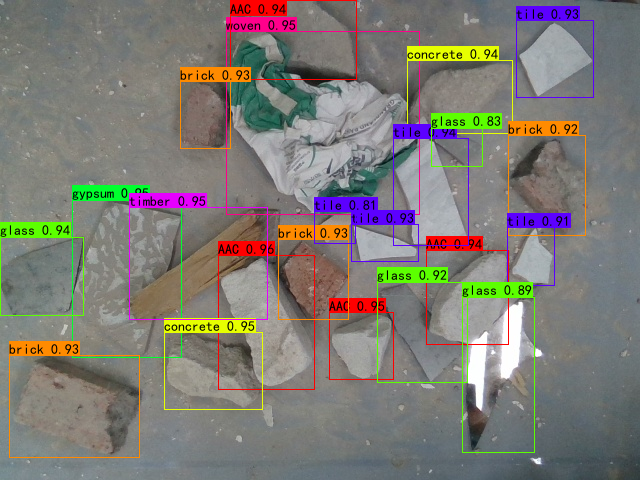 AAC 0.94
tile 0.93
woven 0.95
concrete 0.94
brick 0.93
glass 0.83
tile 0.94
brick 0.92
gypsum 0.95
timber 0.95
tile 0.81
tile 0.93
tile 0.91
glass 0.94
brick 0.93
AAC 0.96
AAC 0.94
glass 0.92
glass 0.89
AAC 0.95
concrete 0.95
brick 0.93